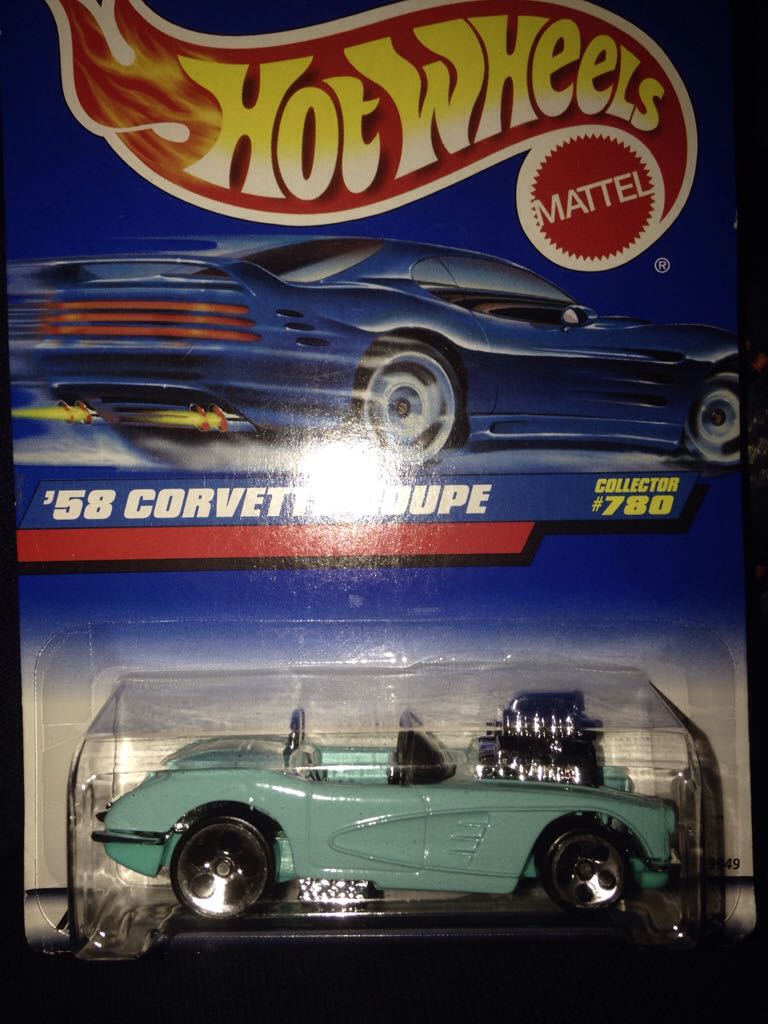 HOT WHEELS
MATTEL
®
'58 CORVETTE COUPE
COLLECTOR
#780